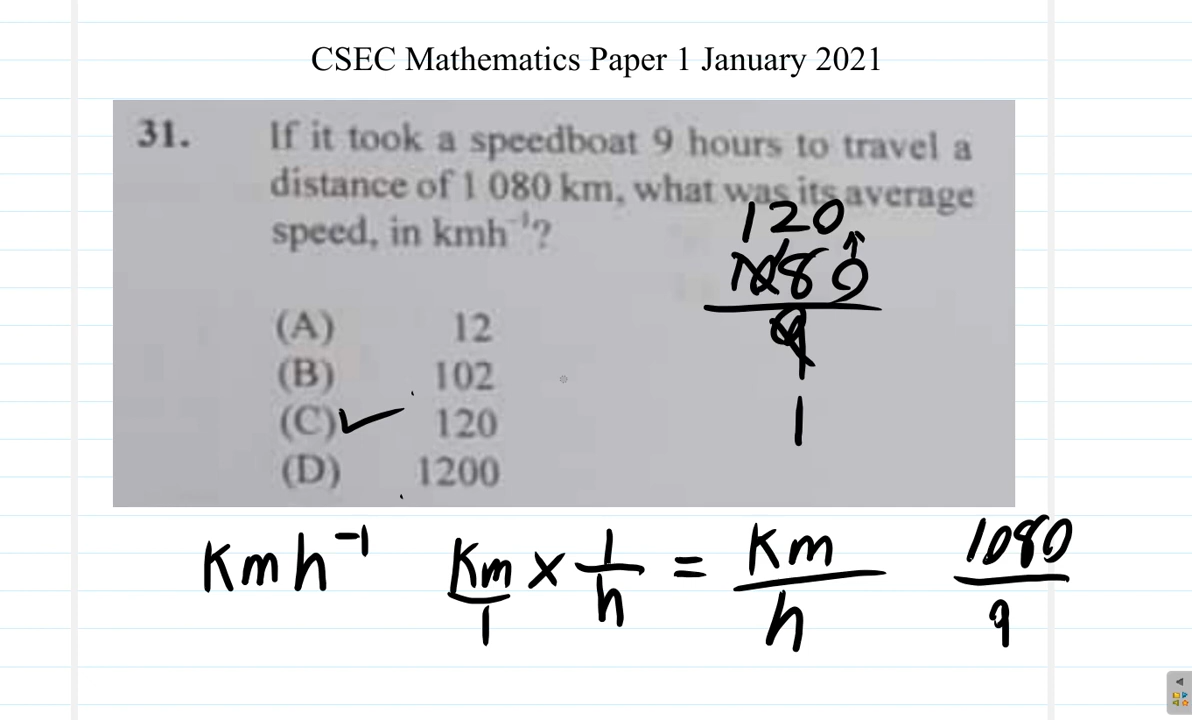 CSEC Mathematics Paper 1 January 2021
31. If it took a speedboat 9 hours to travel a
distance of 1 080 km, what was its average
speed, in kmh⁻¹?
120
1080
9
1
(A) 12
(B) 102
(C) ✓ 120
(D) 1200
Kmh⁻¹ Km/1 × 1/h = Km/h 1080/9